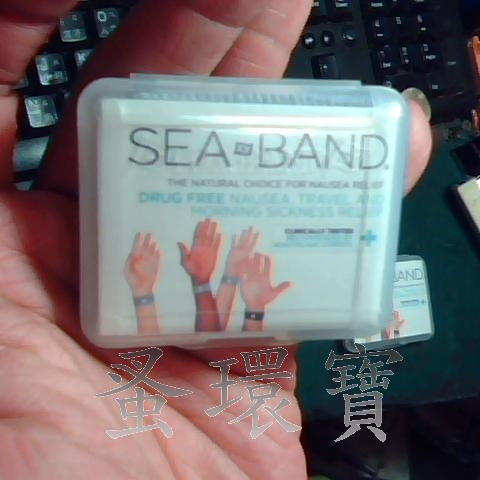 SEA-BAND®
THE NATURAL CHOICE FOR NAUSEA RELIEF
DRUG FREE NAUSEA, TRAVEL AND
MORNING SICKNESS RELIEF
CLINICALLY TESTED
BAND
蚤環寶